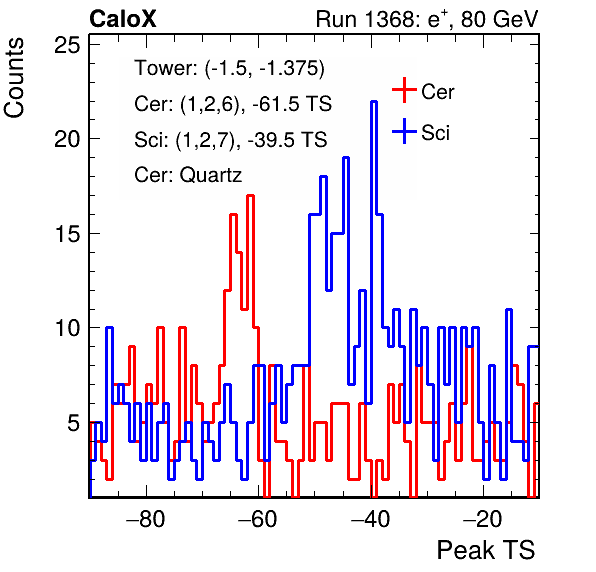 CaloX Run 1368: e+, 80 GeV
Counts
Tower: (-1.5, -1.375)
Cer: (1,2,6), -61.5 TS
Sci: (1,2,7), -39.5 TS
Cer: Quartz
Cer
Sci
25
20
15
10
5
−80 −60 −40 −20
Peak TS